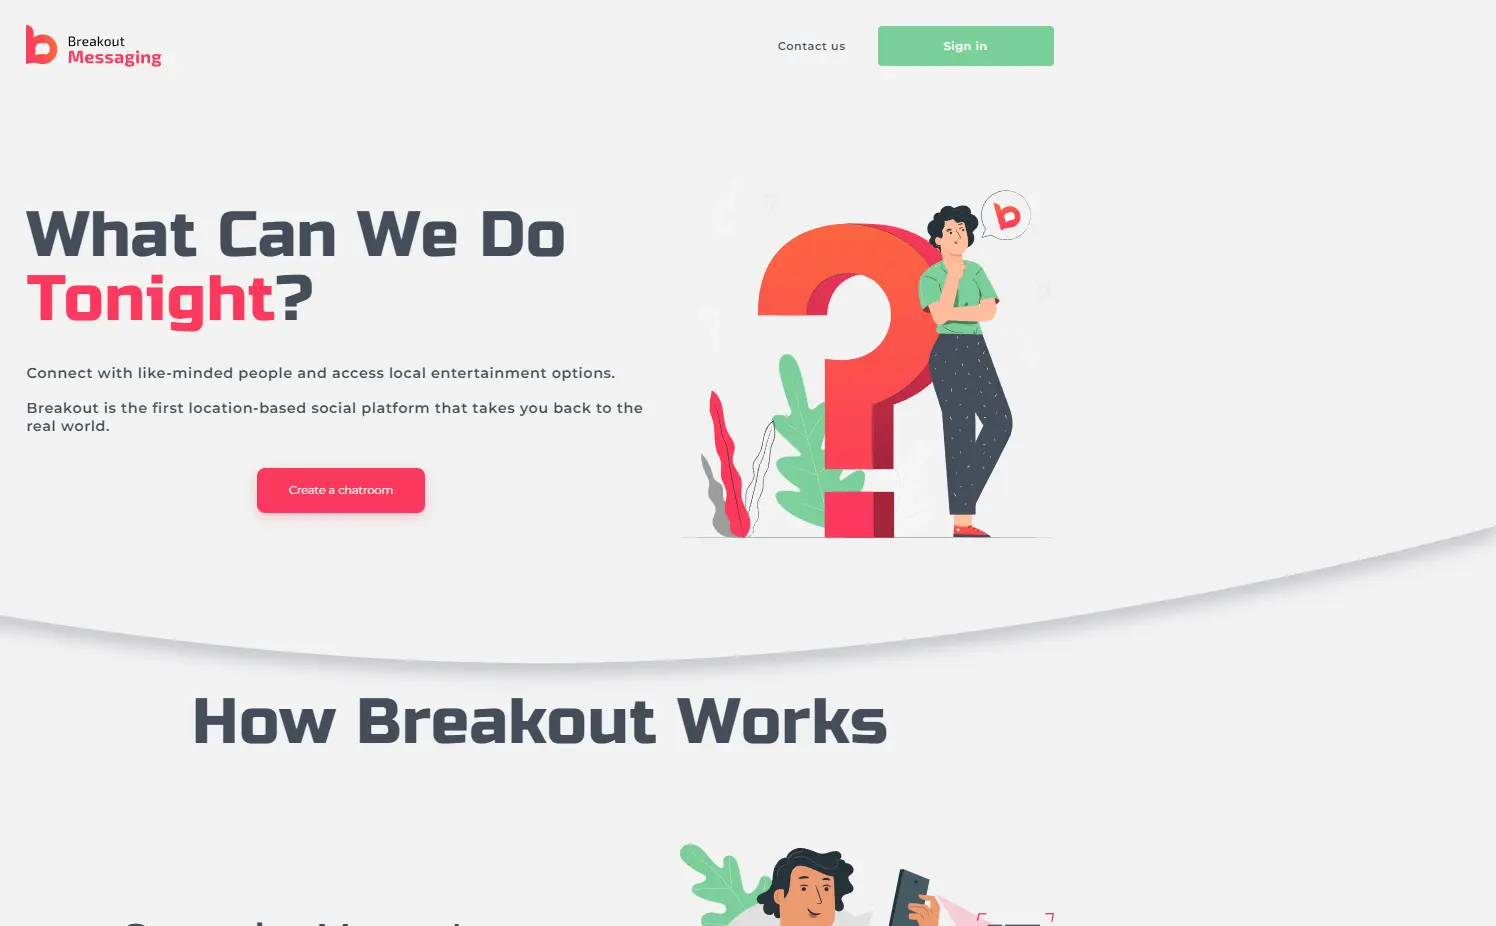 Breakout
Messaging
Contact us
Sign in
What Can We Do
Tonight?
Connect with like-minded people and access local entertainment options.
Breakout is the first location-based social platform that takes you back to the
real world.
Create a chatroom
How Breakout Works